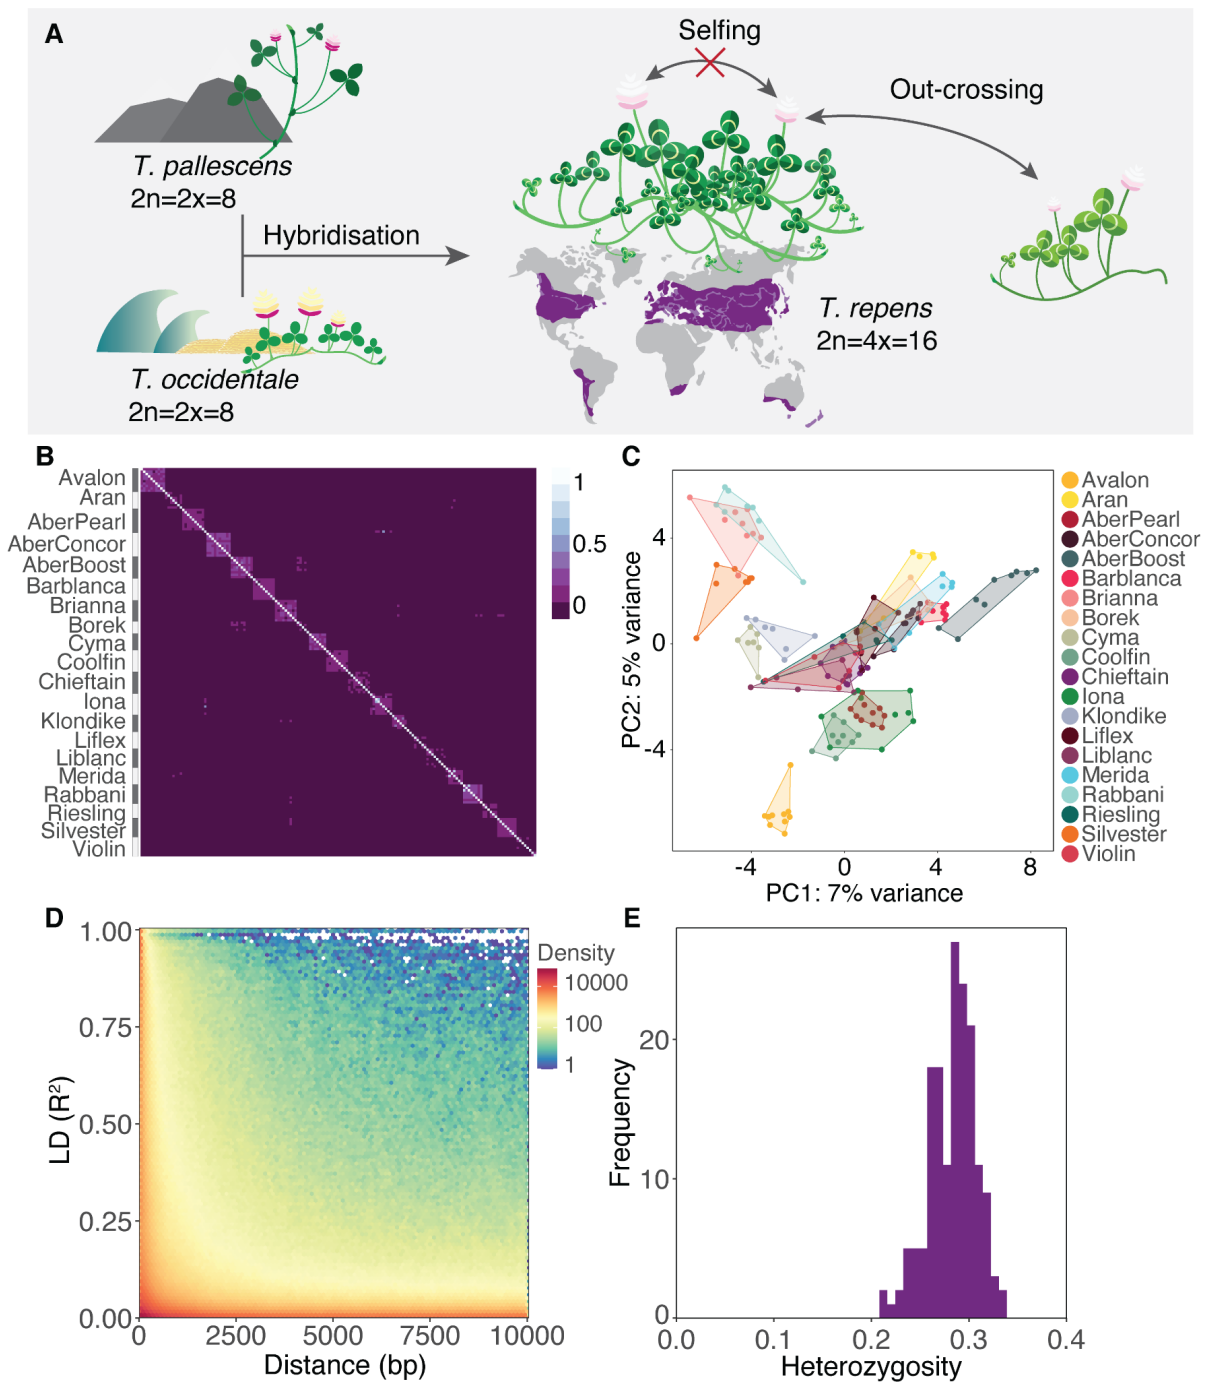 A
Selfing
Out-crossing
T. pallescens
2n=2x=8
Hybridisation
T. repens
2n=4x=16
T. occidentale
2n=2x=8
B
Avalon
Aran
AberPearl
AberConcor
AberBoost
Barblanca
Brianna
Borek
Cyma
Coolfin
Chieftain
Iona
Klondike
Liflex
Liblanc
Merida
Rabbani
Riesling
Silvester
Violin
1
0.5
0
C
4
0
-4
PC2: 5% variance
-4 0 4 8
PC1: 7% variance
Avalon
Aran
AberPearl
AberConcor
AberBoost
Barblanca
Brianna
Borek
Cyma
Coolfin
Chieftain
Iona
Klondike
Liflex
Liblanc
Merida
Rabbani
Riesling
Silvester
Violin
D
1.00
0.75
0.50
0.25
0.00
LD (R²)
0 2500 5000 7500 10000
Distance (bp)
Density
10000
100
1
E
20
10
0
Frequency
0.0 0.1 0.2 0.3 0.4
Heterozygosity